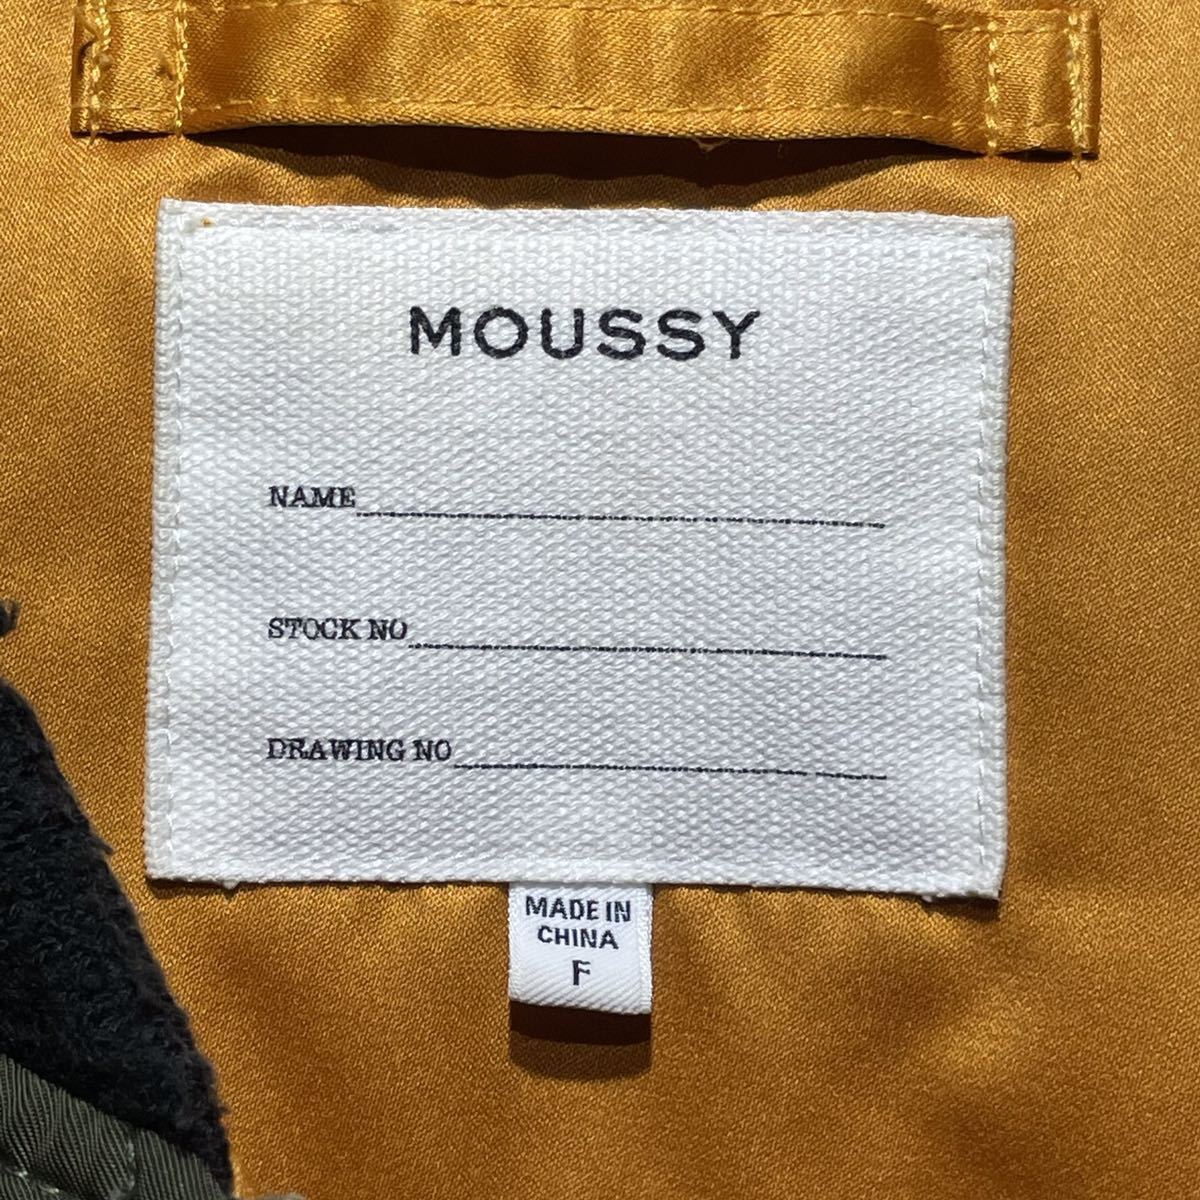 MOUSSY
NAME
STOCK NO
DRAWING NO
MADE IN
CHINA
F